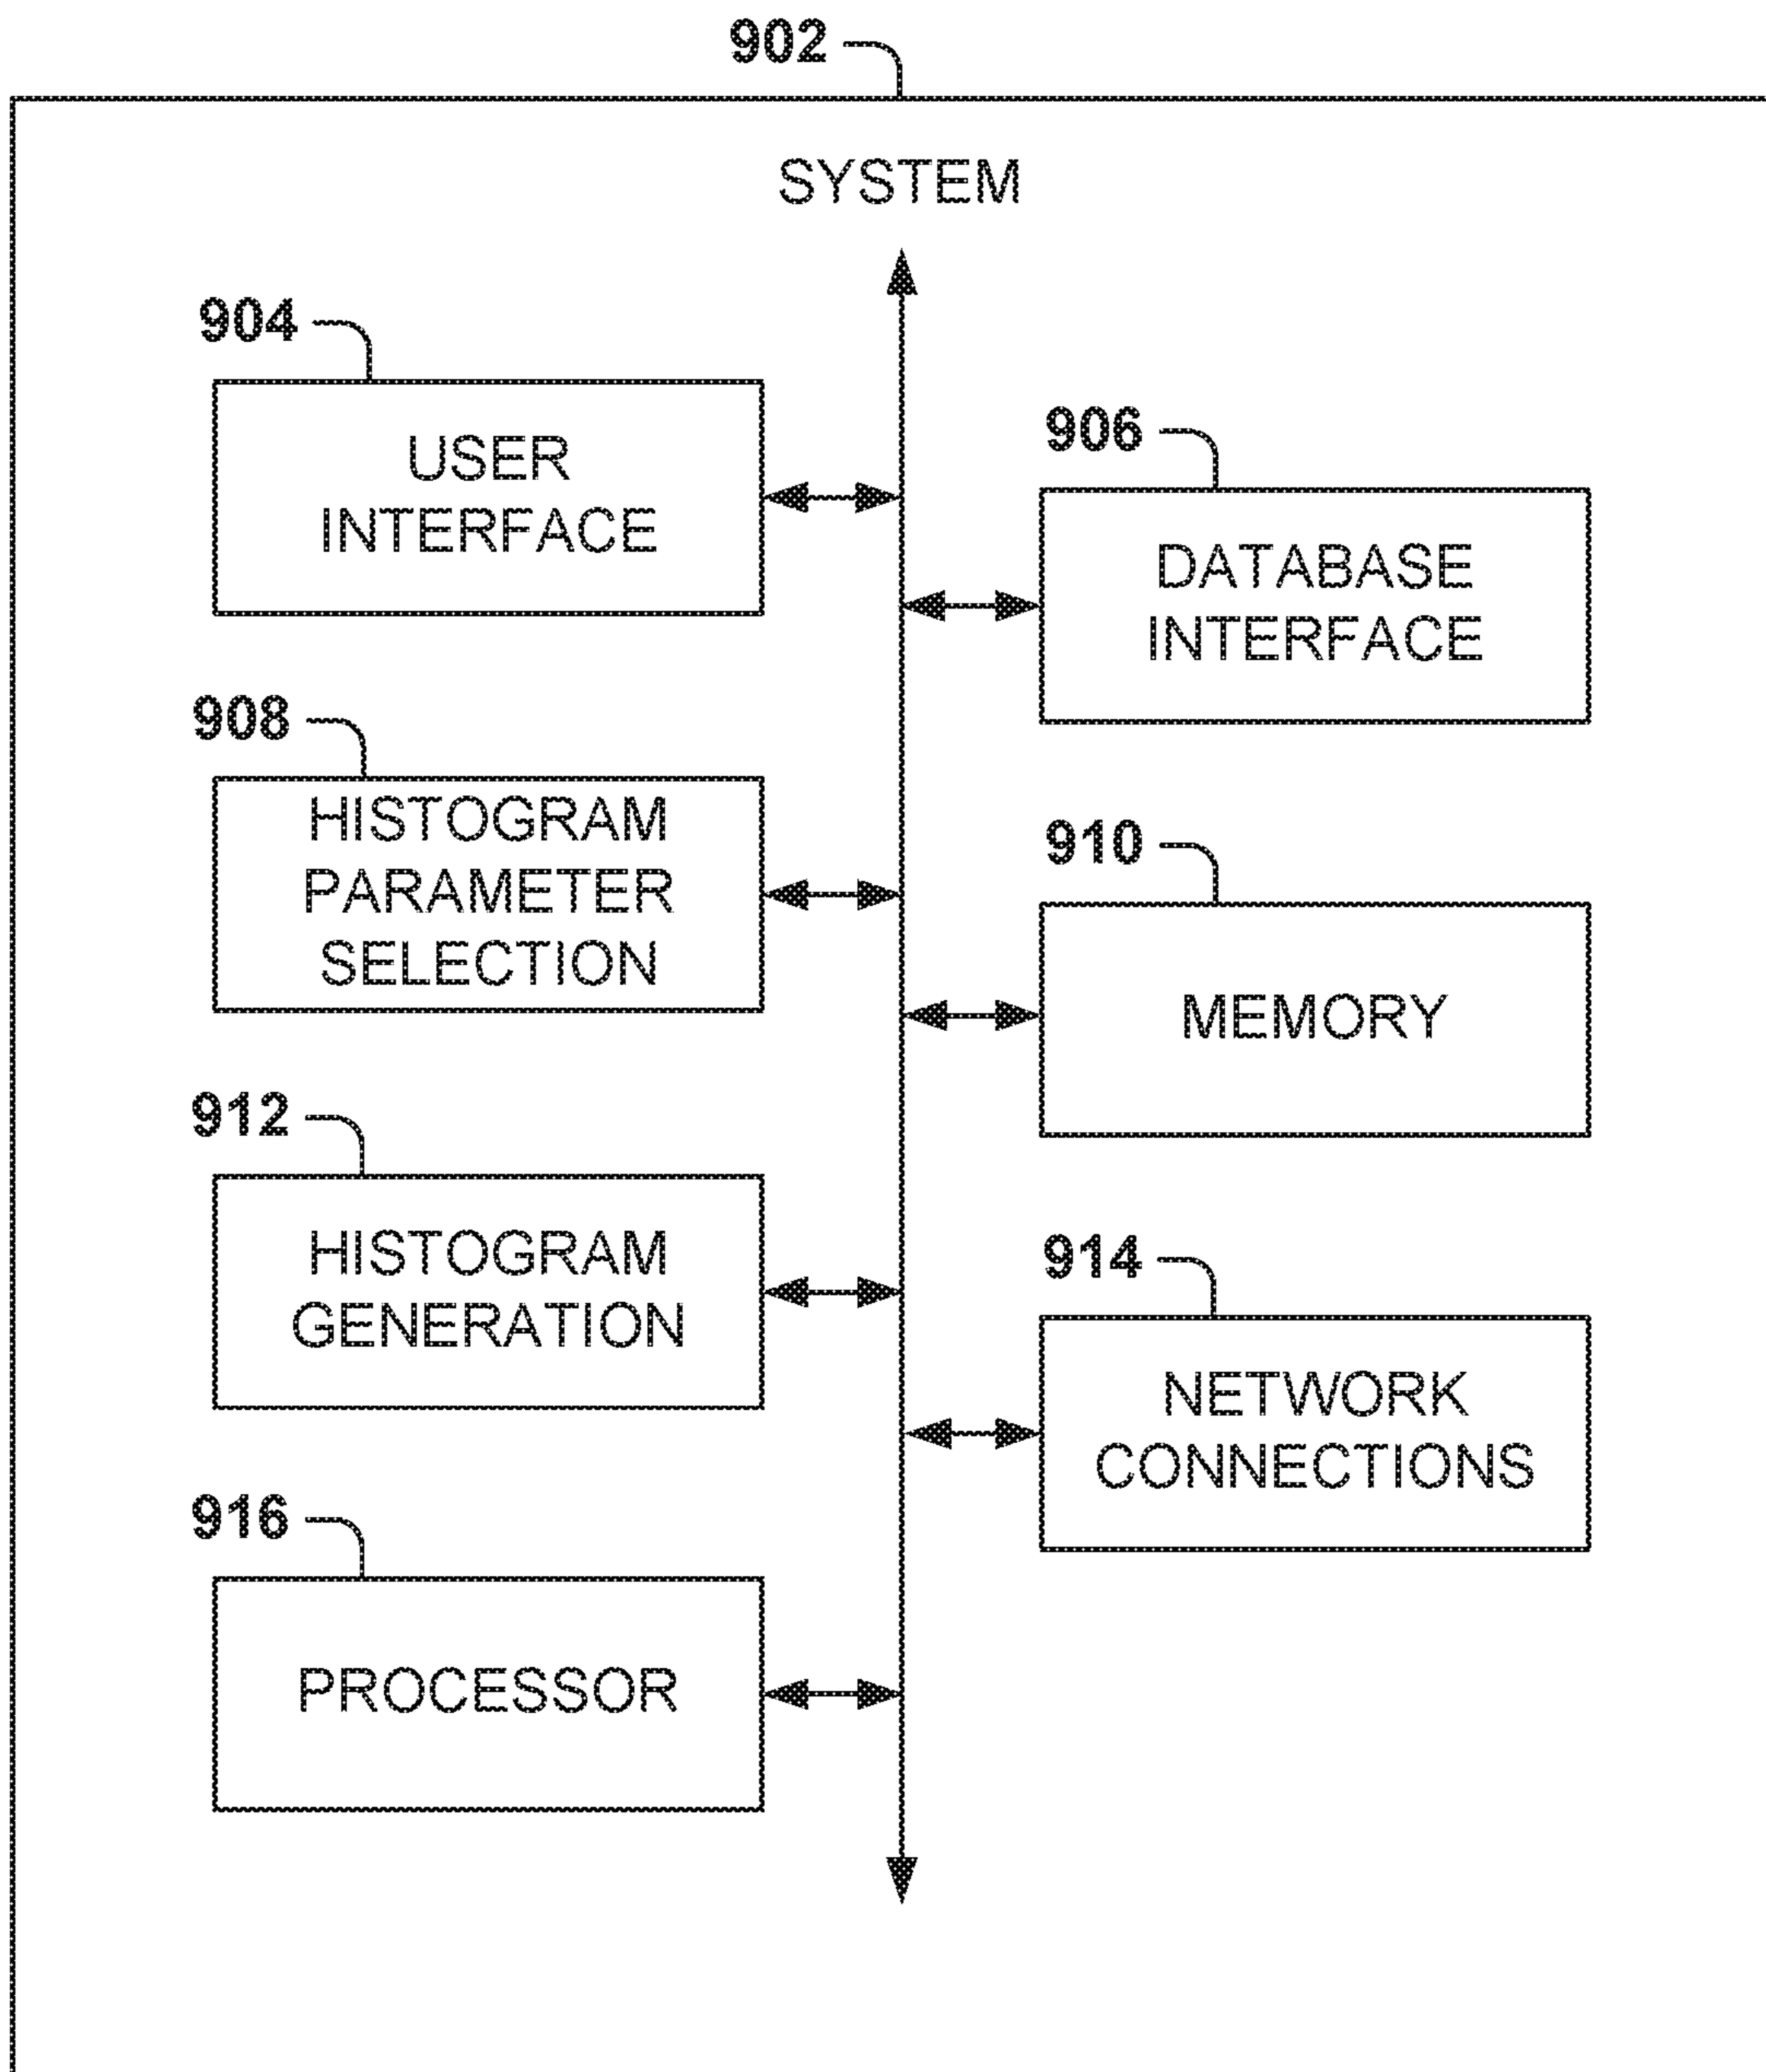 902
SYSTEM
904
USER
INTERFACE
906
DATABASE
INTERFACE
908
HISTOGRAM
PARAMETER
SELECTION
910
MEMORY
912
HISTOGRAM
GENERATION
914
NETWORK
CONNECTIONS
916
PROCESSOR